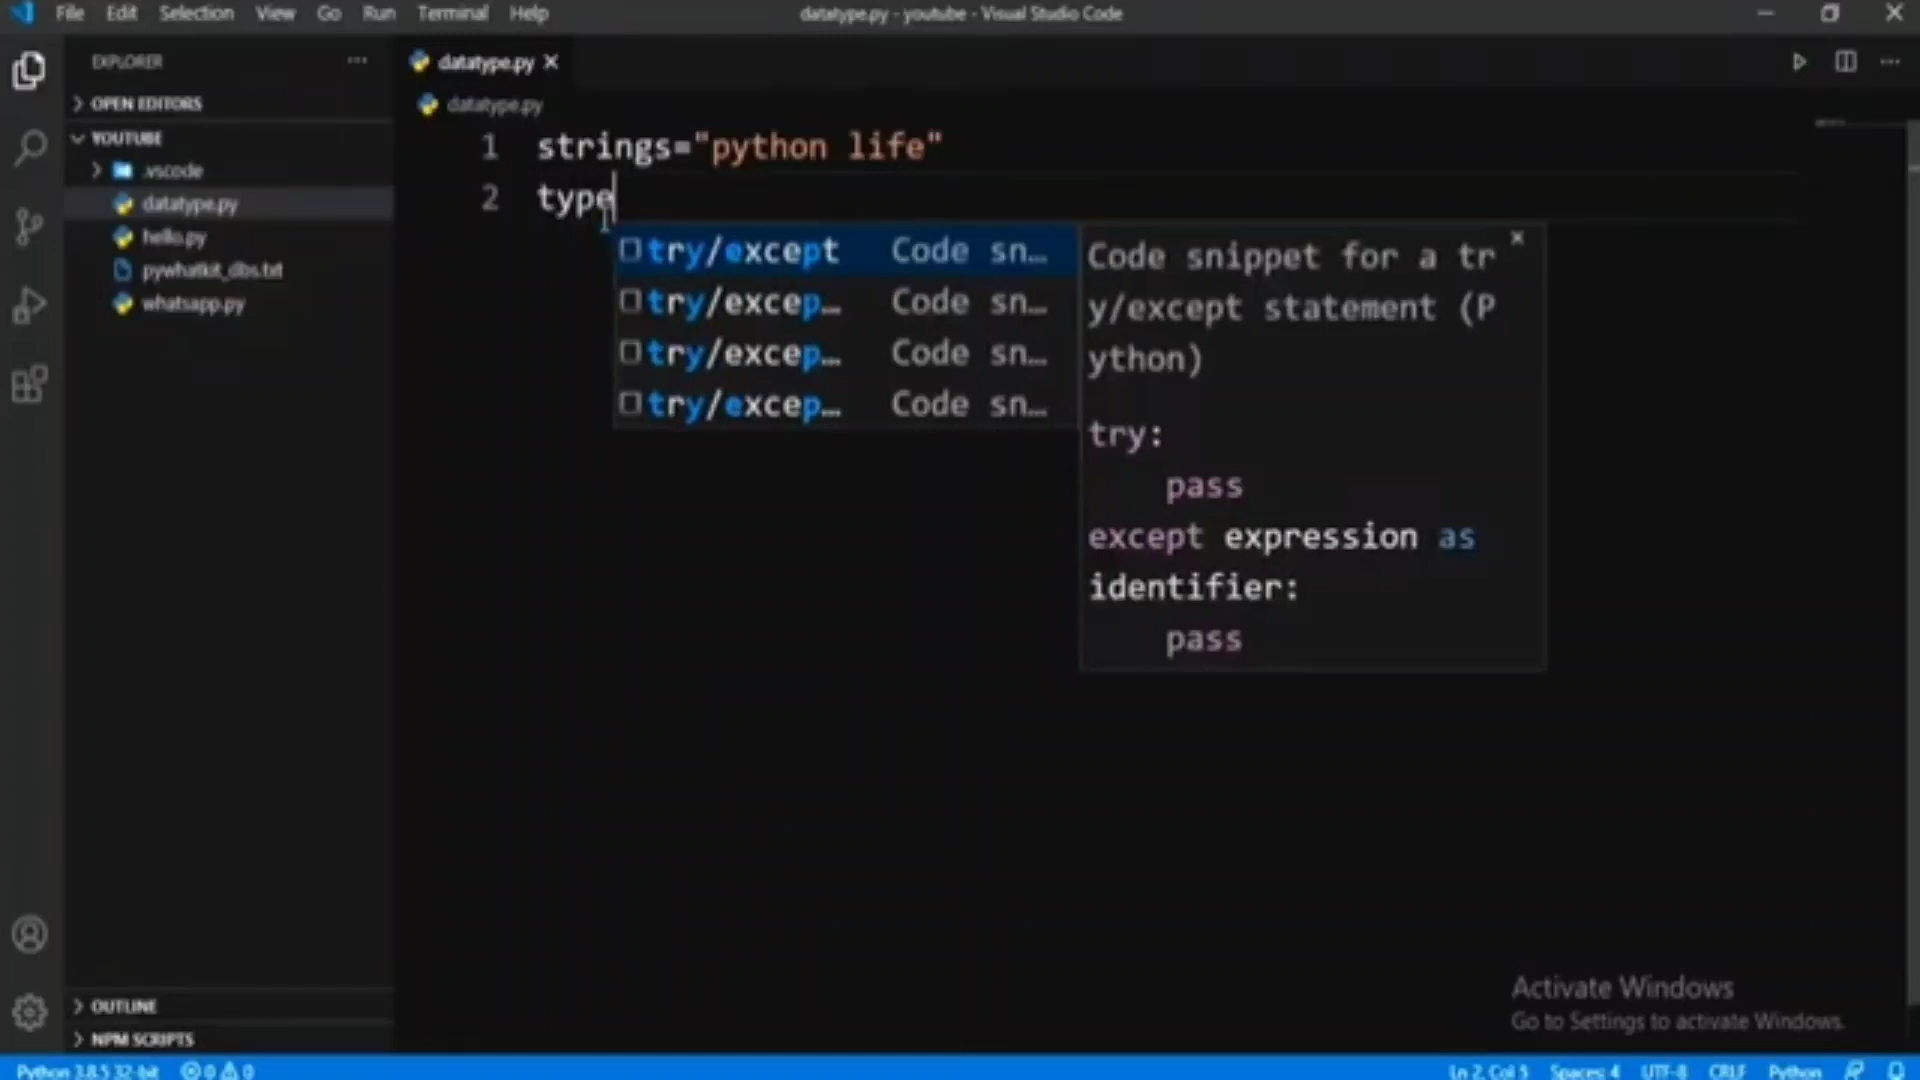 File Edit Selection View Go Run Terminal Help
datatype.py - youtube - Visual Studio Code
EXPLORER
OPEN EDITORS
YOUTUBE
.vscode
datatype.py
hello.py
pywhatkit_dbs.txt
whatsapp.py
OUTLINE
NPM SCRIPTS
datatype.py
datatype.py
1 strings="python life"
2 type
try/except Code sn…
try/excep… Code sn…
try/excep… Code sn…
try/excep… Code sn…
Code snippet for a tr
y/except statement (P
ython)
try:
pass
except expression as
identifier:
pass
Activate Windows
Go to Settings to activate Windows.
Python 3.8.5 32-bit 0 0
Ln 2, Col 5 Spaces: 4 UTF-8 CRLF Python